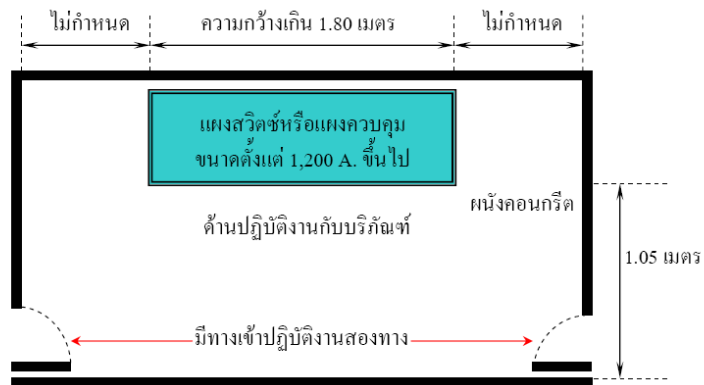 ไม่กำหนด
ความกว้างเกิน 1.80 เมตร
ไม่กำหนด
แผงสวิตซ์หรือแผงควบคุม
ขนาดตั้งแต่ 1,200 A. ขึ้นไป
ผนังคอนกรีต
ด้านปฏิบัติงานกับบริภัณฑ์
1.05 เมตร
มีทางเข้าปฏิบัติงานสองทาง